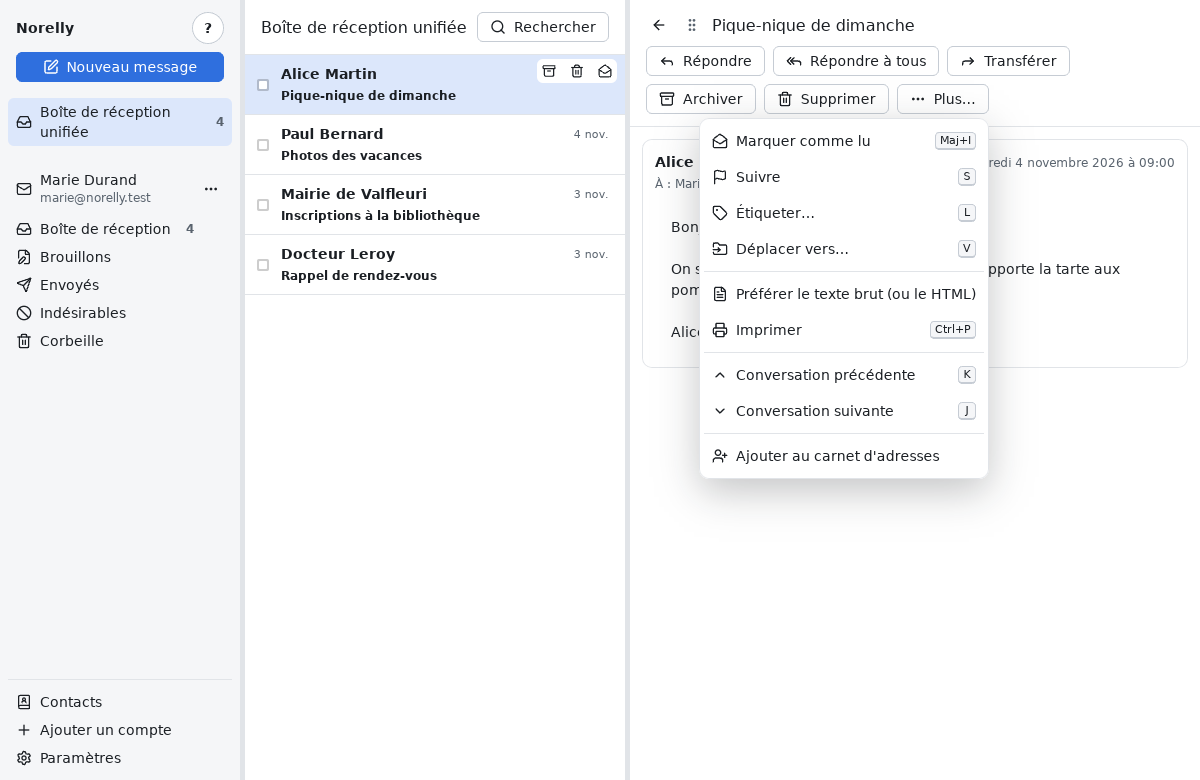 Norelly
?
Nouveau message
Boîte de réception unifiée
4
Marie Durand
marie@norelly.test
Boîte de réception 4
Brouillons
Envoyés
Indésirables
Corbeille
Contacts
Ajouter un compte
Paramètres
Boîte de réception unifiée
Rechercher
Alice Martin
Pique-nique de dimanche
Paul Bernard 4 nov.
Photos des vacances
Mairie de Valfleuri 3 nov.
Inscriptions à la bibliothèque
Docteur Leroy 3 nov.
Rappel de rendez-vous
Pique-nique de dimanche
Répondre
Répondre à tous
Transférer
Archiver
Supprimer
Plus…
Marquer comme lu Maj+I
Suivre S
Étiqueter… L
Déplacer vers… V
Préférer le texte brut (ou le HTML)
Imprimer Ctrl+P
Conversation précédente K
Conversation suivante J
Ajouter au carnet d'adresses
Alice
redi 4 novembre 2026 à 09:00
À : Mari
Bon
On s
pporte la tarte aux
pom
Alice